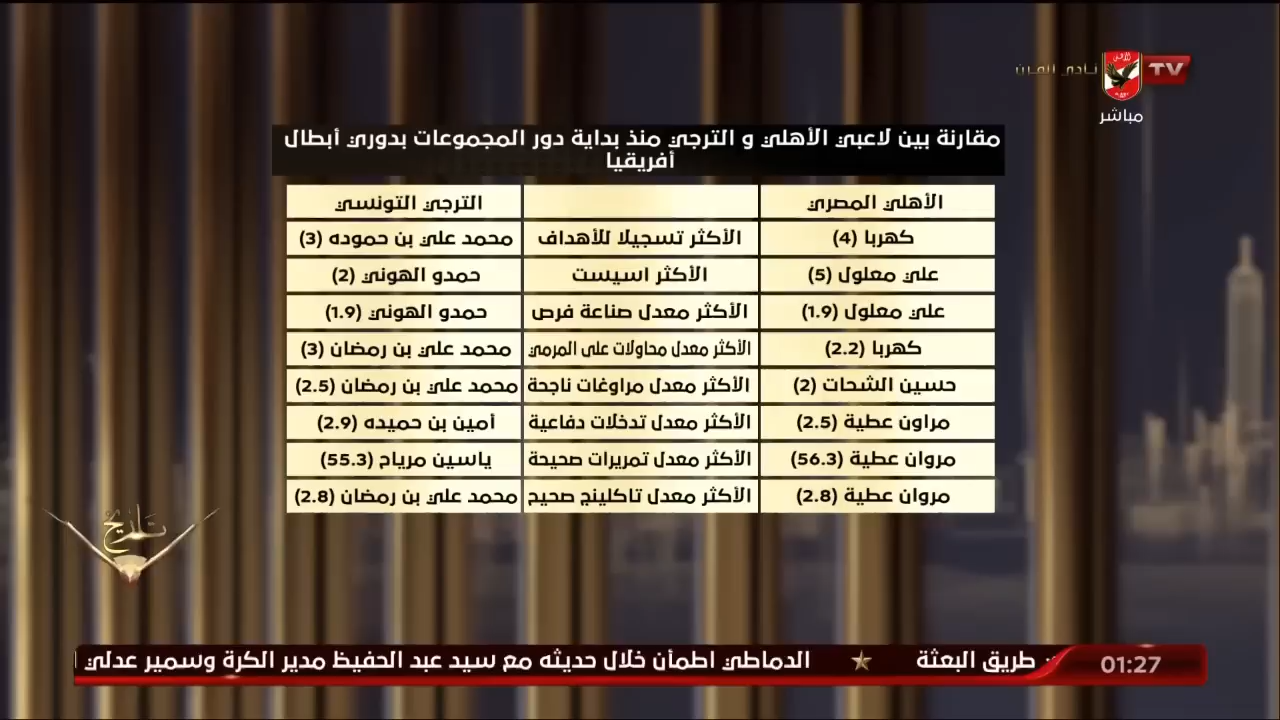 نادي القرن
TV
مباشر
مقارنة بين لاعبي الأهلي و الترجي منذ بداية دور المجموعات بدوري أبطال
أفريقيا
الأهلي المصري الترجي التونسي
كهربا (4) الأكثر تسجيلا للأهداف محمد علي بن حموده (3)
علي معلول (5) الأكثر اسيست حمدو الهوني (2)
علي معلول (1.9) الأكثر معدل صناعة فرص حمدو الهوني (1.9)
كهربا (2.2) الأكثر معدل محاولات على المرمي محمد علي بن رمضان (3)
حسين الشحات (2) الأكثر معدل مراوغات ناجحة محمد علي بن رمضان (2.5)
مراون عطية (2.5) الأكثر معدل تدخلات دفاعية أمين بن حميده (2.9)
مروان عطية (56.3) الأكثر معدل تمريرات صحيحة ياسين مرياح (55.3)
مروان عطية (2.8) الأكثر معدل تاكلينج صحيح محمد علي بن رمضان (2.8)
تاريخ
01:27 طريق البعثة الدماطي اطمأن خلال حديثه مع سيد عبد الحفيظ مدير الكرة وسمير عدلي